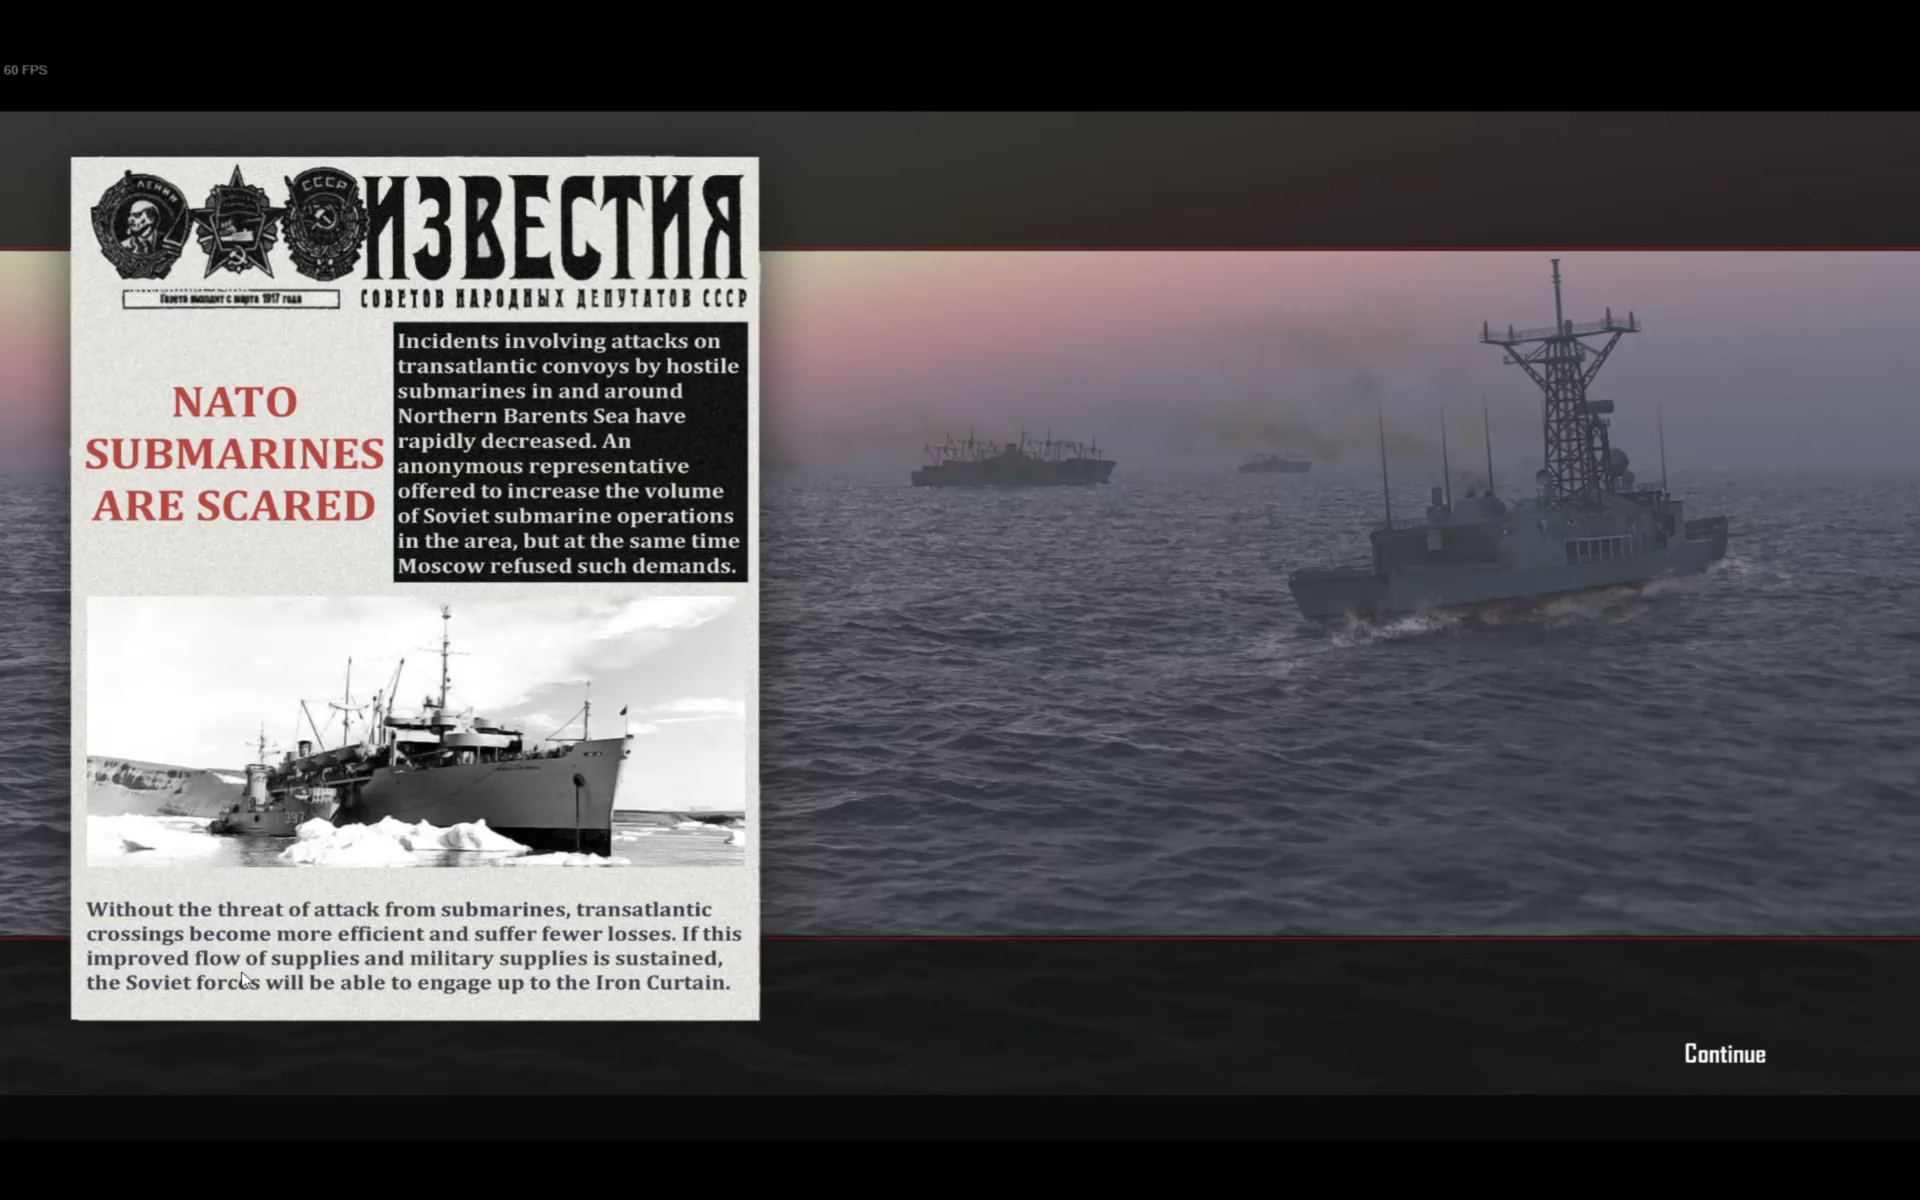 60 FPS
ЛЕНИН
СССР
ИЗВЕСТИЯ
Газета выходит с марта 1917 года
СОВЕТОВ НАРОДНЫХ ДЕПУТАТОВ СССР
NATO
SUBMARINES
ARE SCARED
Incidents involving attacks on
transatlantic convoys by hostile
submarines in and around
Northern Barents Sea have
rapidly decreased. An
anonymous representative
offered to increase the volume
of Soviet submarine operations
in the area, but at the same time
Moscow refused such demands.
397
Without the threat of attack from submarines, transatlantic
crossings become more efficient and suffer fewer losses. If this
improved flow of supplies and military supplies is sustained,
the Soviet forces will be able to engage up to the Iron Curtain.
Continue